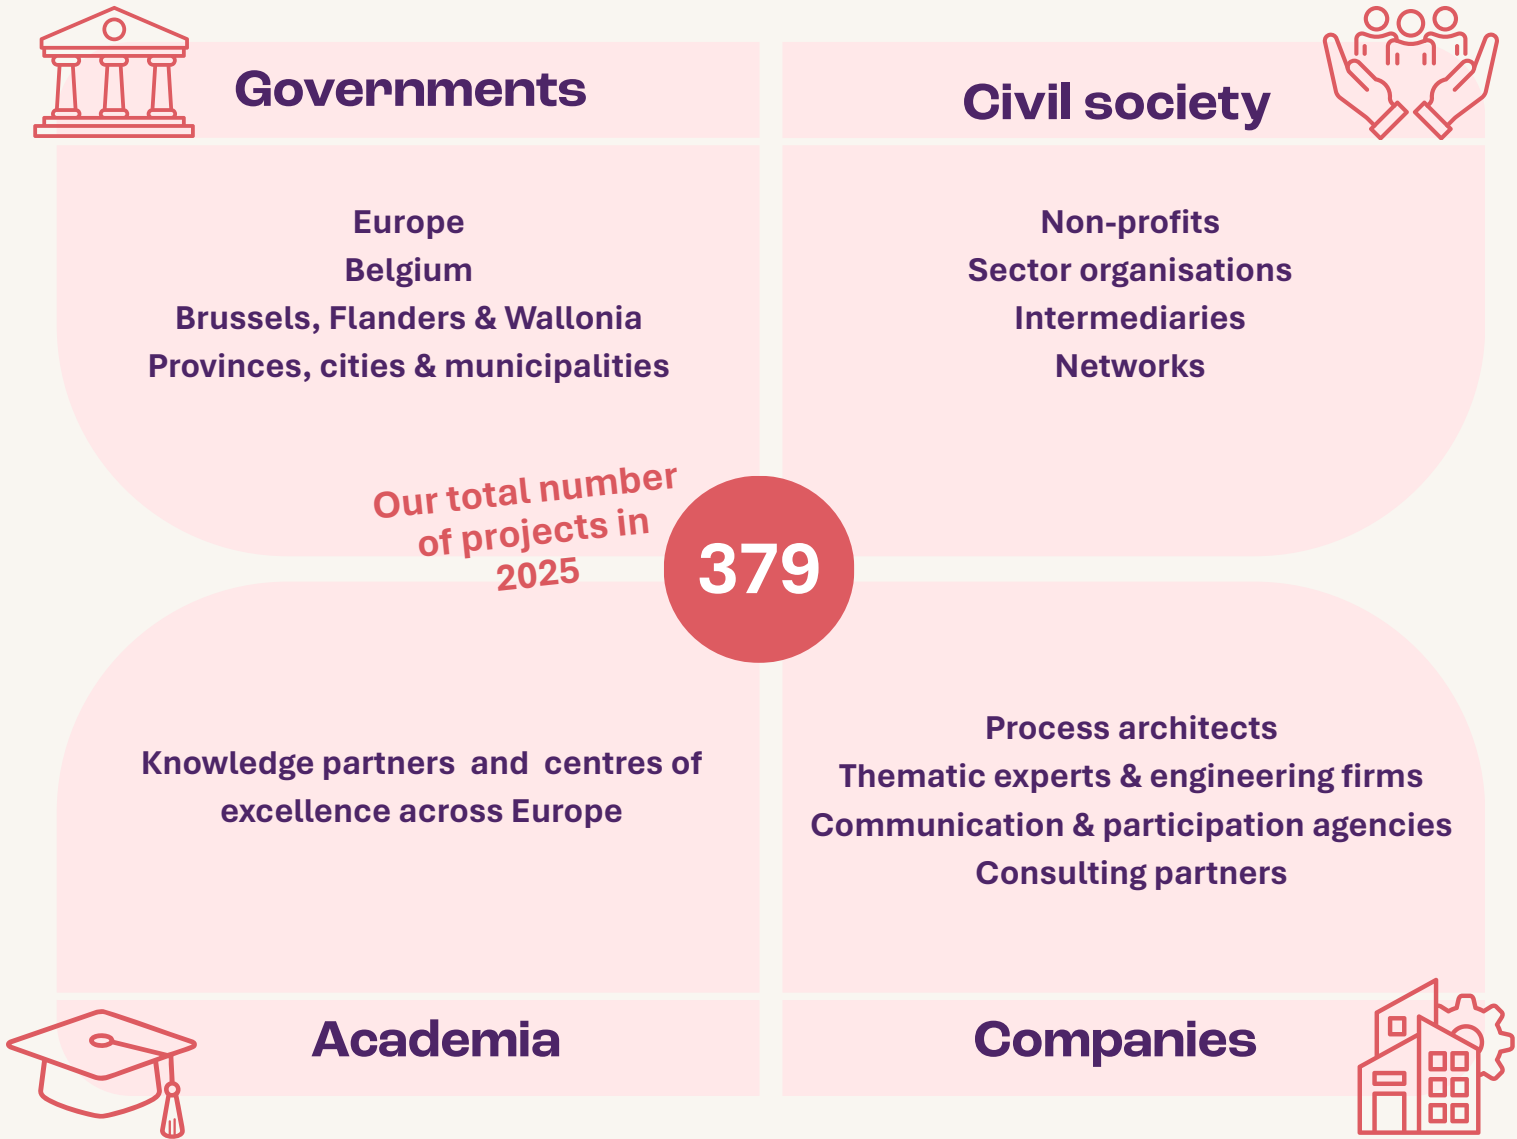 Governments
Europe
Belgium
Brussels, Flanders & Wallonia
Provinces, cities & municipalities
Civil society
Non-profits
Sector organisations
Intermediaries
Networks
Our total number
of projects in
2025
379
Knowledge partners and centres of
excellence across Europe
Academia
Process architects
Thematic experts & engineering firms
Communication & participation agencies
Consulting partners
Companies